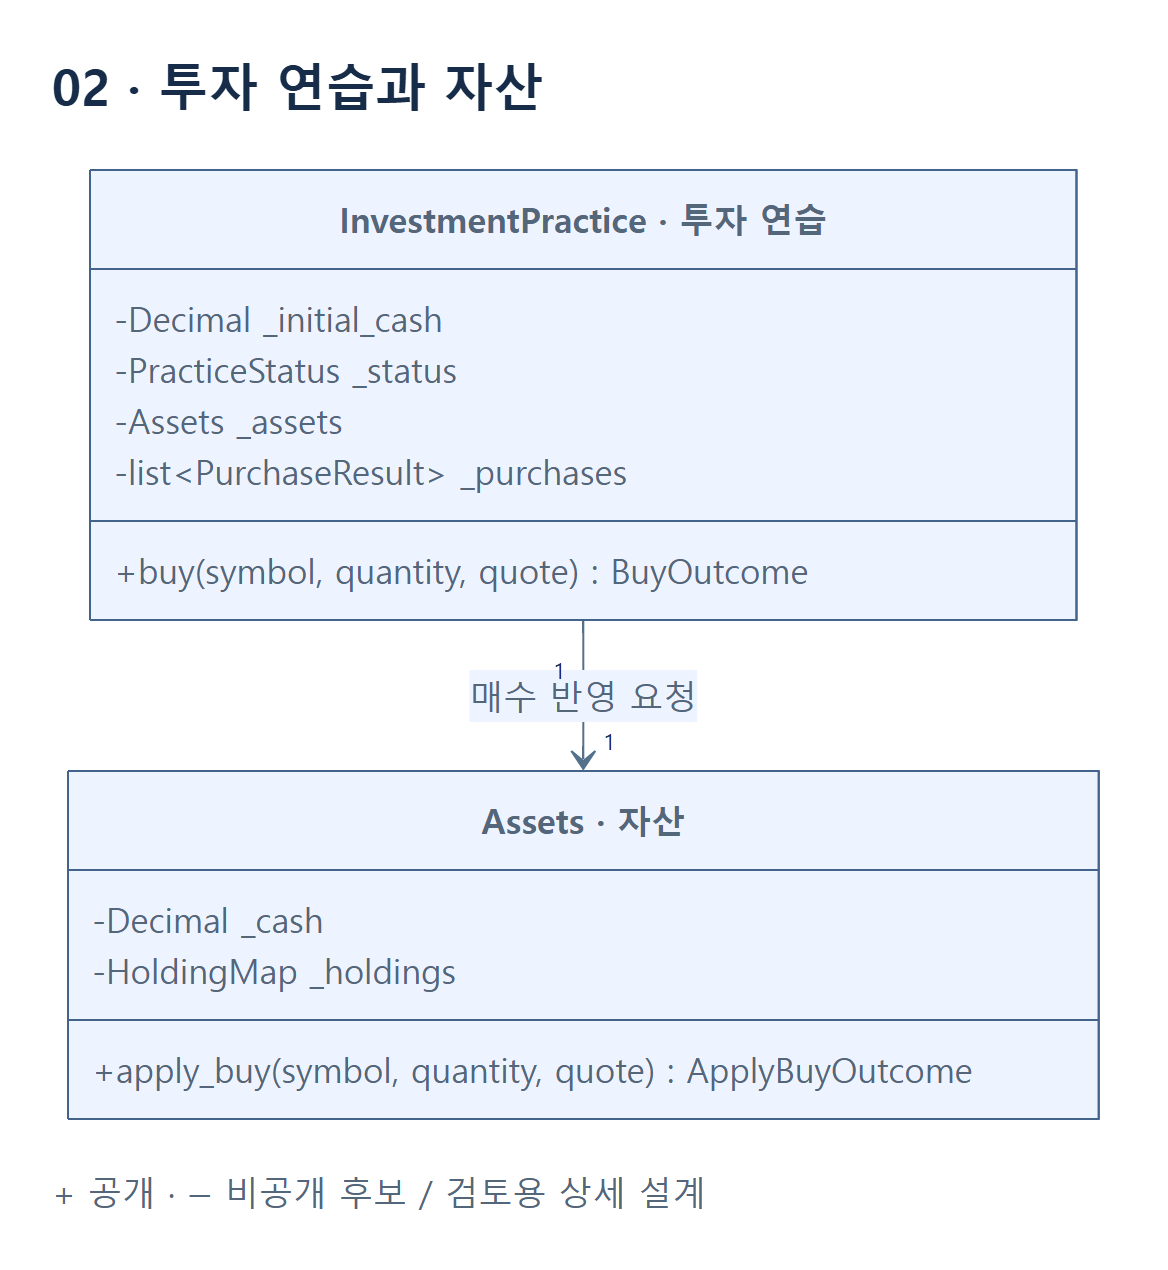 02 · 투자 연습과 자산
InvestmentPractice · 투자 연습
-Decimal _initial_cash
-PracticeStatus _status
-Assets _assets
-list<PurchaseResult> _purchases
+buy(symbol, quantity, quote) : BuyOutcome
1
매수 반영 요청
1
Assets · 자산
-Decimal _cash
-HoldingMap _holdings
+apply_buy(symbol, quantity, quote) : ApplyBuyOutcome
+ 공개 · − 비공개 후보 / 검토용 상세 설계